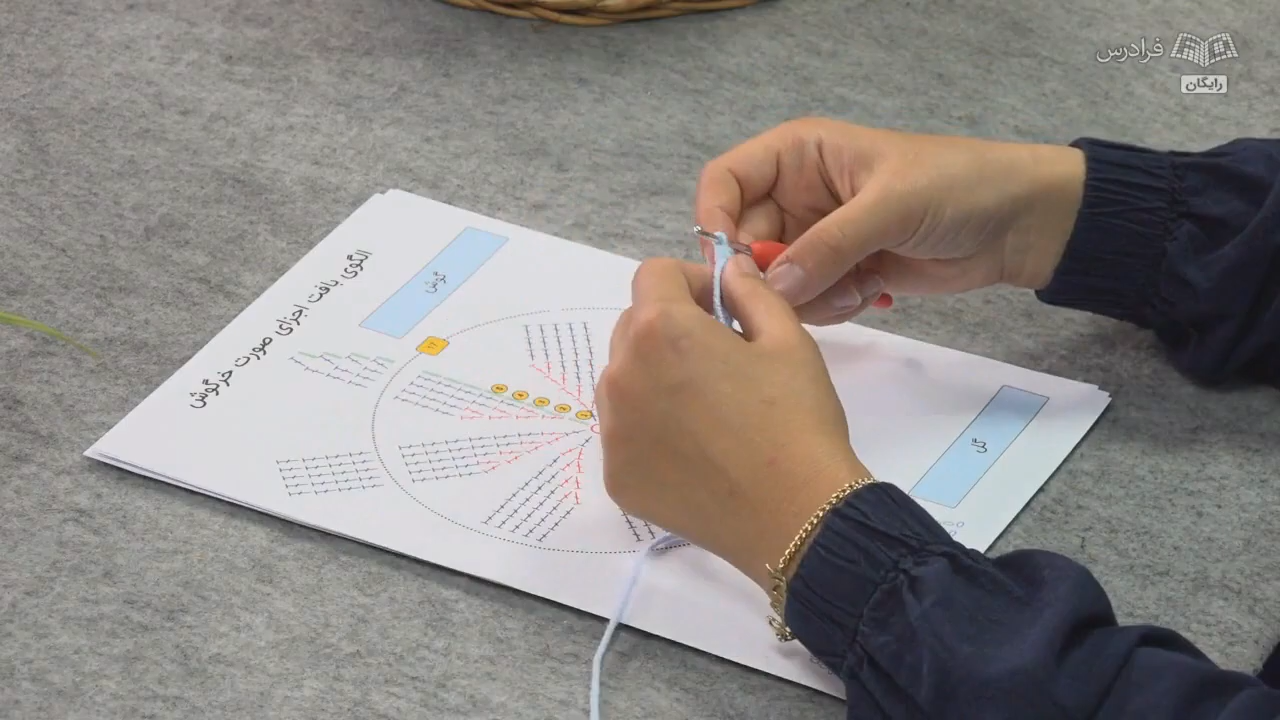 فرادرس
رایگان
الگوی بافت اجزای صورت خرگوش
گوش
گل